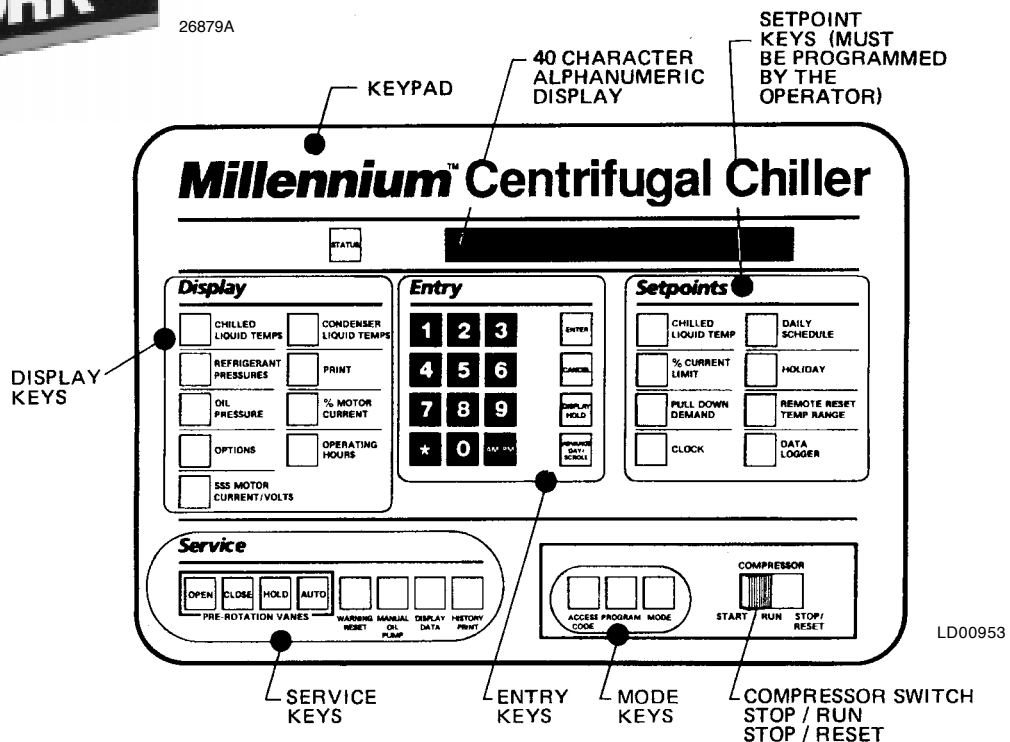 26879A
SETPOINT
KEYS (MUST
BE PROGRAMMED
BY THE
OPERATOR)
40 CHARACTER
ALPHANUMERIC
DISPLAY
KEYPAD
Millennium™ Centrifugal Chiller
STATUS
Display
CHILLED
LIQUID TEMPS
CONDENSER
LIQUID TEMPS
REFRIGERANT
PRESSURES
PRINT
OIL
PRESSURE
% MOTOR
CURRENT
OPTIONS
OPERATING
HOURS
SSS MOTOR
CURRENT/VOLTS
DISPLAY
KEYS
Entry
1 2 3
ENTER
4 5 6
CANCEL
7 8 9
DISPLAY
HOLD
* 0 AM/PM
ADVANCE
DAY/
SCROLL
Setpoints
CHILLED
LIQUID TEMP
DAILY
SCHEDULE
% CURRENT
LIMIT
HOLIDAY
PULL DOWN
DEMAND
REMOTE RESET
TEMP RANGE
CLOCK
DATA
LOGGER
Service
OPEN CLOSE HOLD AUTO
PRE-ROTATION VANES
WARNING
RESET
MANUAL
OIL
PUMP
DISPLAY
DATA
HISTORY
PRINT
ACCESS
CODE
PROGRAM
MODE
COMPRESSOR
START RUN STOP/
RESET
LD00953
SERVICE
KEYS
ENTRY
KEYS
MODE
KEYS
COMPRESSOR SWITCH
STOP / RUN
STOP / RESET